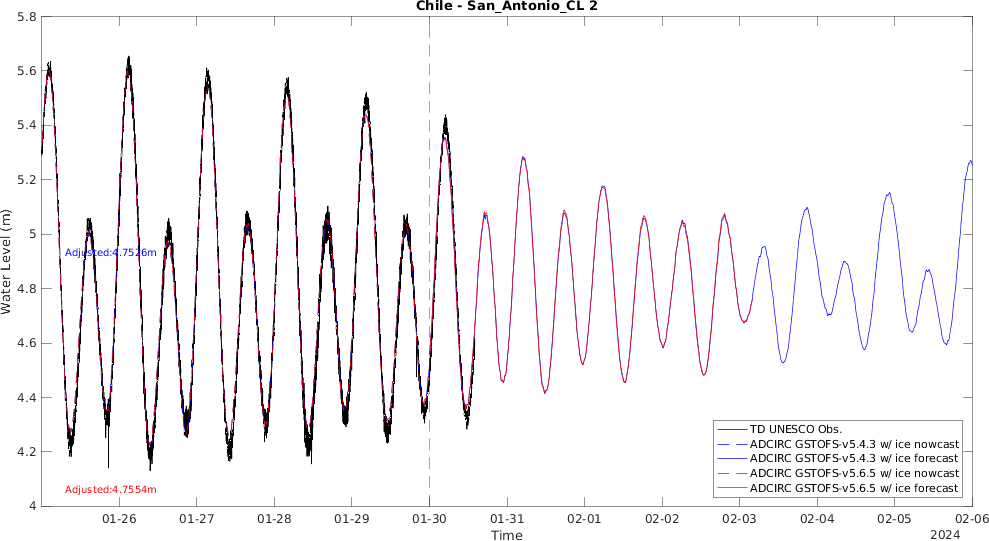 Chile - San_Antonio_CL 2
Water Level (m)
5.8
5.6
5.4
5.2
5
4.8
4.6
4.4
4.2
4
Adjusted:4.7526m
Adjusted:4.7554m
TD UNESCO Obs.
ADCIRC GSTOFS-v5.4.3 w/ ice nowcast
ADCIRC GSTOFS-v5.4.3 w/ ice forecast
ADCIRC GSTOFS-v5.6.5 w/ ice nowcast
ADCIRC GSTOFS-v5.6.5 w/ ice forecast
01-26 01-27 01-28 01-29 01-30 01-31 02-01 02-02 02-03 02-04 02-05 02-06
Time
2024